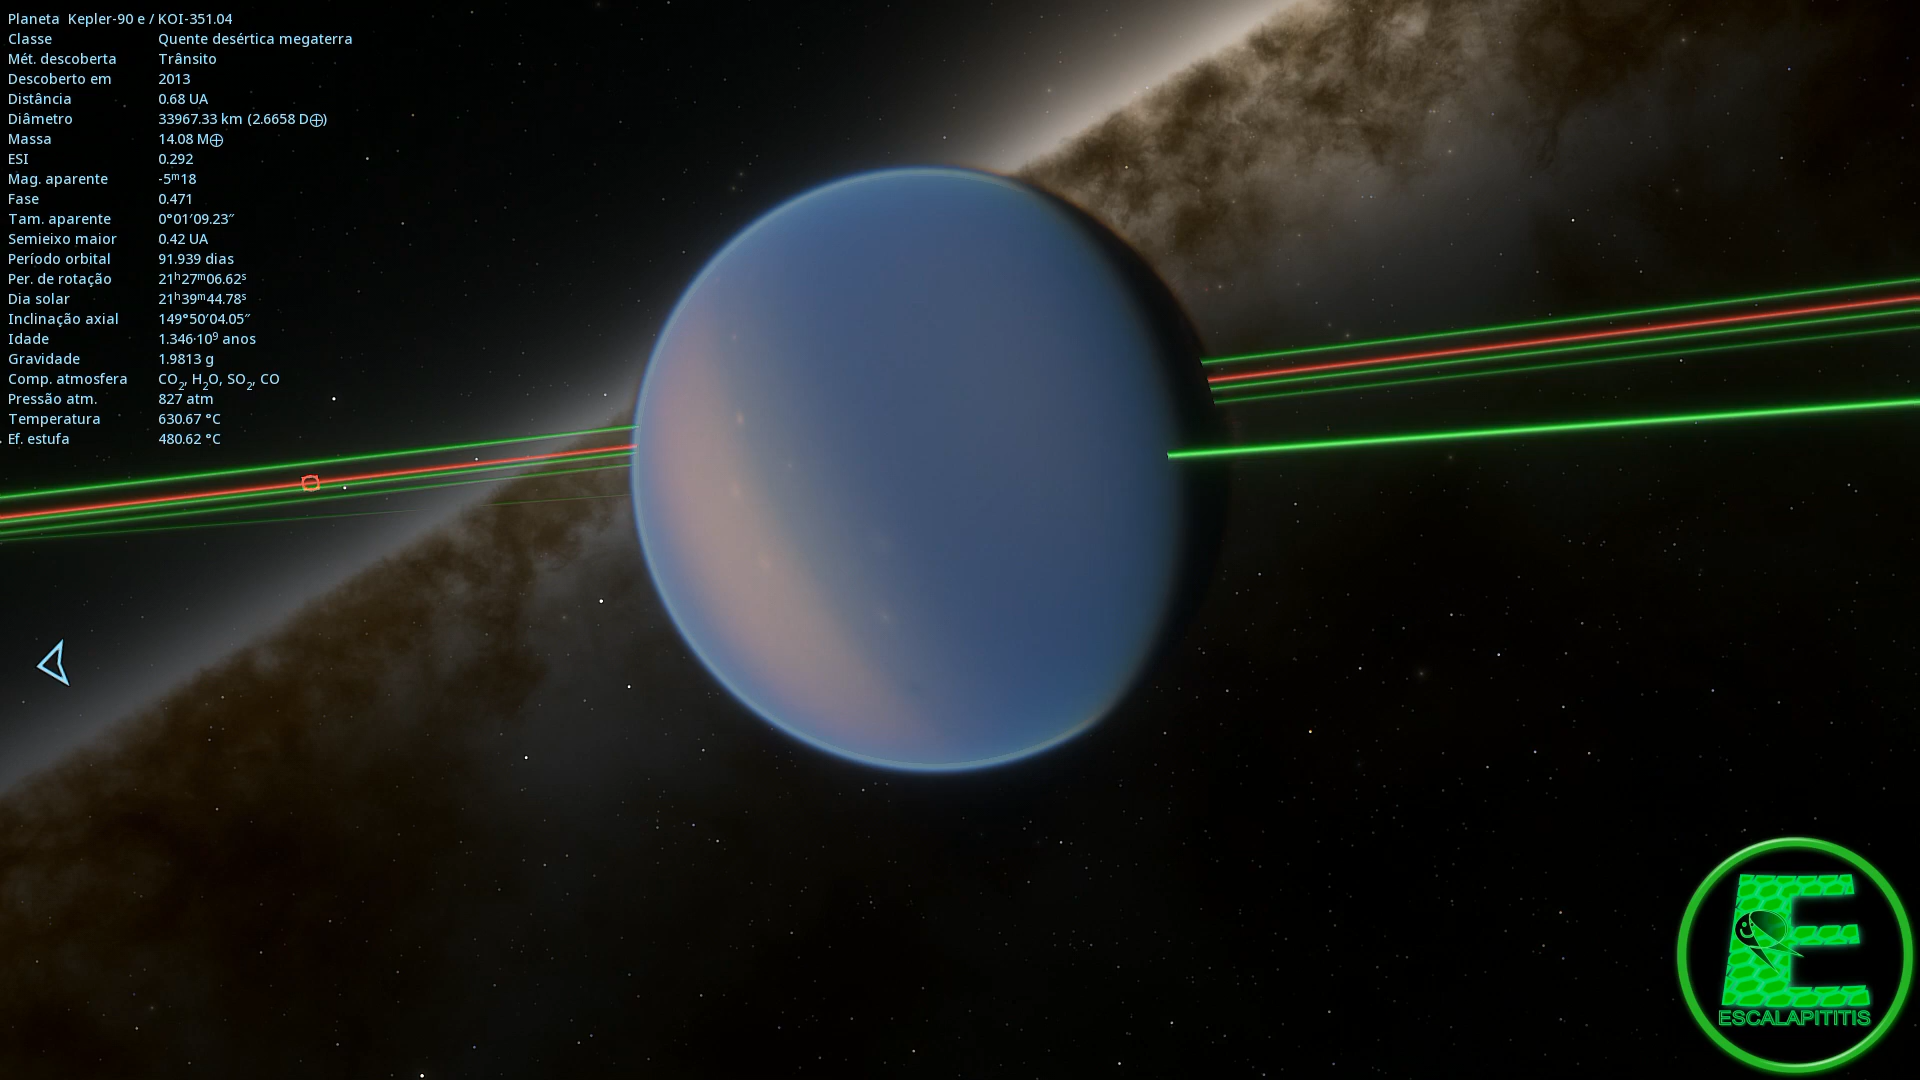 Planeta Kepler-90 e / KOI-351.04
Classe Quente desértica megaterra
Mét. descoberta Trânsito
Descoberto em 2013
Distância 0.68 UA
Diâmetro 33967.33 km (2.6658 D⊕)
Massa 14.08 M⊕
ESI 0.292
Mag. aparente -5ᵐ18
Fase 0.471
Tam. aparente 0°01′09.23″
Semieixo maior 0.42 UA
Período orbital 91.939 dias
Per. de rotação 21ʰ27ᵐ06.62ˢ
Dia solar 21ʰ39ᵐ44.78ˢ
Inclinação axial 149°50′04.05″
Idade 1.346·10⁹ anos
Gravidade 1.9813 g
Comp. atmosfera CO₂, H₂O, SO₂, CO
Pressão atm. 827 atm
Temperatura 630.67 °C
Ef. estufa 480.62 °C
E
ESCALAPITITIS